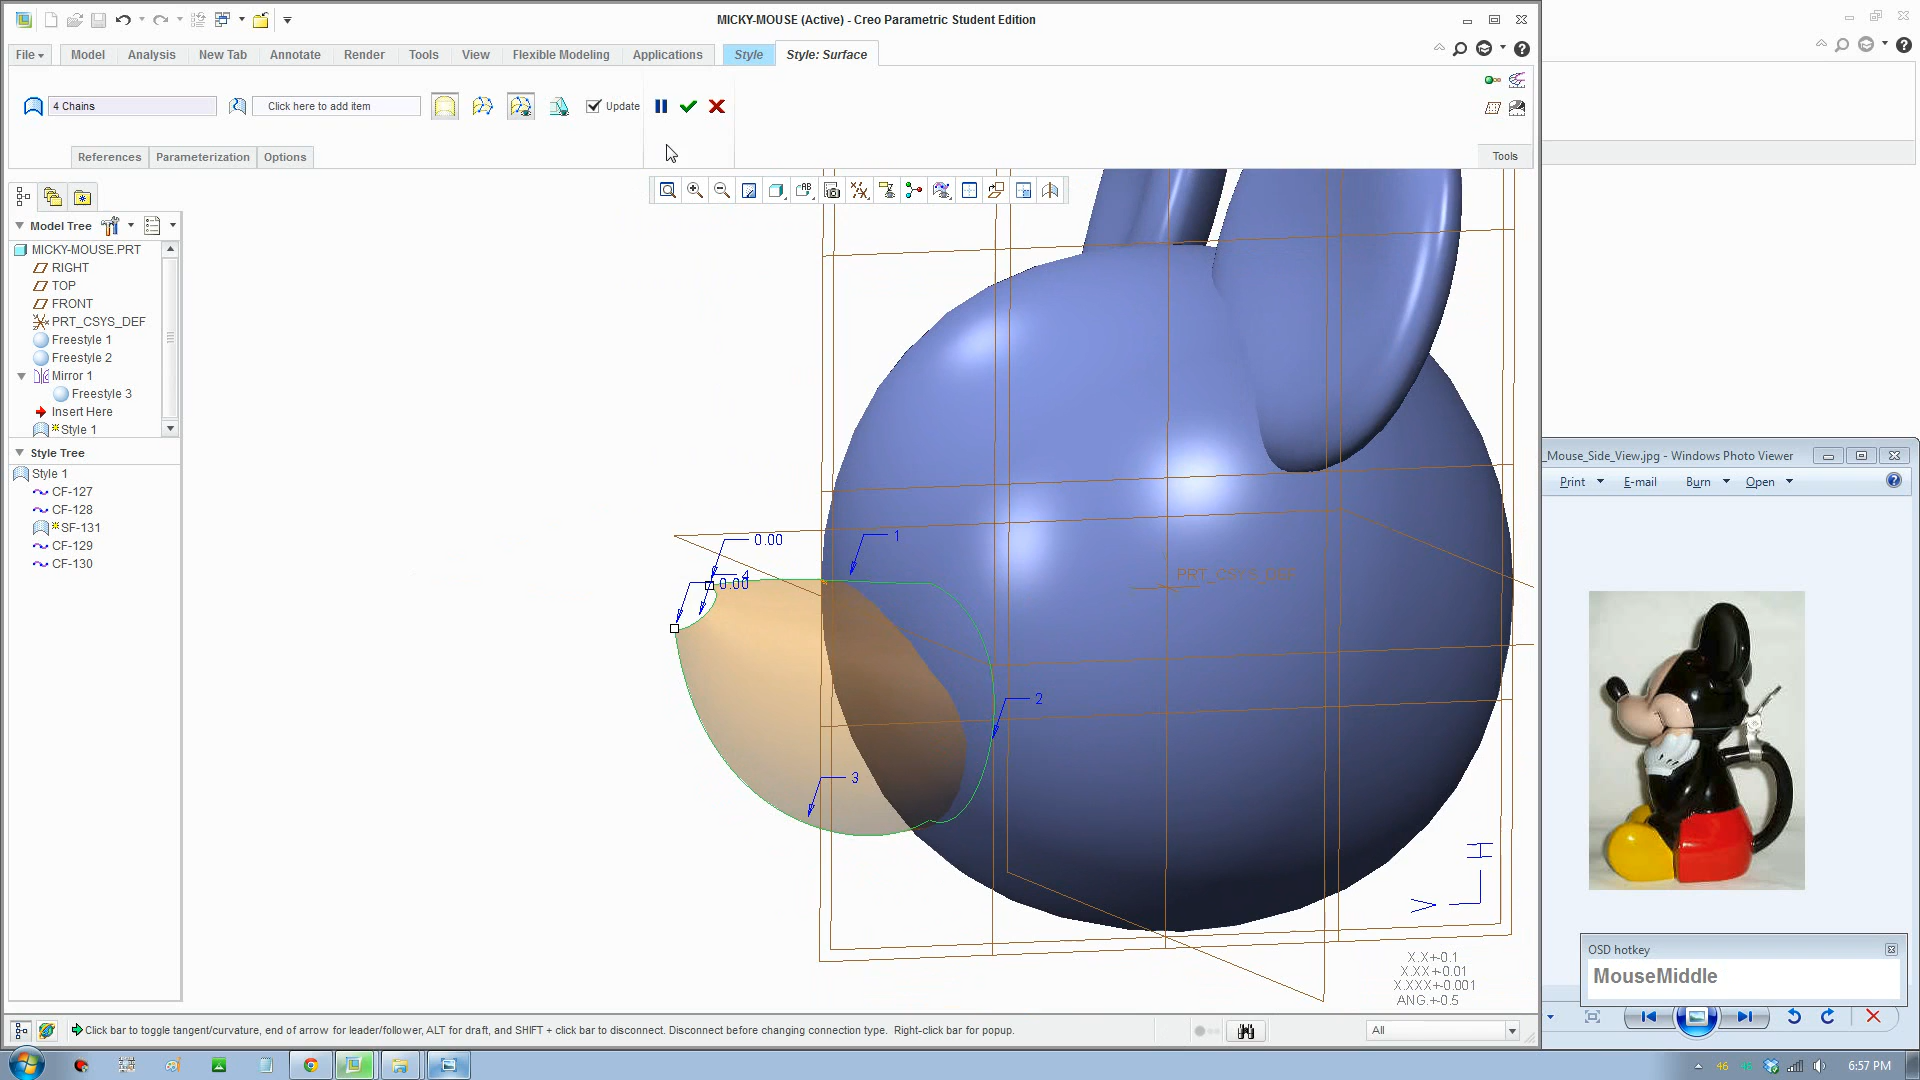 MICKY-MOUSE (Active) - Creo Parametric Student Edition
File Model Analysis New Tab Annotate Render Tools View Flexible Modeling Applications Style Style: Surface
4 Chains Click here to add item Update
References Parameterization Options Tools
Model Tree
MICKY-MOUSE.PRT
RIGHT
TOP
FRONT
PRT_CSYS_DEF
Freestyle 1
Freestyle 2
Mirror 1
Freestyle 3
Insert Here
*Style 1
Style Tree
Style 1
CF-127
CF-128
*SF-131
CF-129
CF-130
0.00 1
4
0.00
PRT_CSYS_DEF
2
3
H
V
X.X+-0.1
X.XX+-0.01
X.XXX+-0.001
ANG.+-0.5
_Mouse_Side_View.jpg - Windows Photo Viewer
Print E-mail Burn Open
OSD hotkey
MouseMiddle
Click bar to toggle tangent/curvature, end of arrow for leader/follower, ALT for draft, and SHIFT + click bar to disconnect. Disconnect before changing connection type. Right-click bar for popup.
All
46 6:57 PM